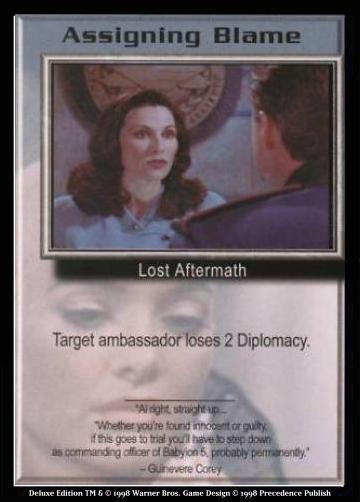 Assigning Blame
Lost Aftermath
Target ambassador loses 2 Diplomacy.
"Al right, straight up...
"Whether you're found innocent or guilty,
if this goes to trial you'll have to step down
as commanding officer of Babylon 5, probably permanently."
– Guinevere Corey
Deluxe Edition TM & © 1998 Warner Bros. Game Design © 1998 Precedence Publish